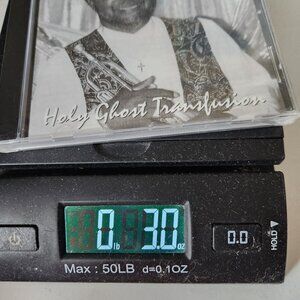 Holy Ghost Transfusion
0 lb 3.0 oz
0.0
HOLD
Max : 50LB d=0.1OZ